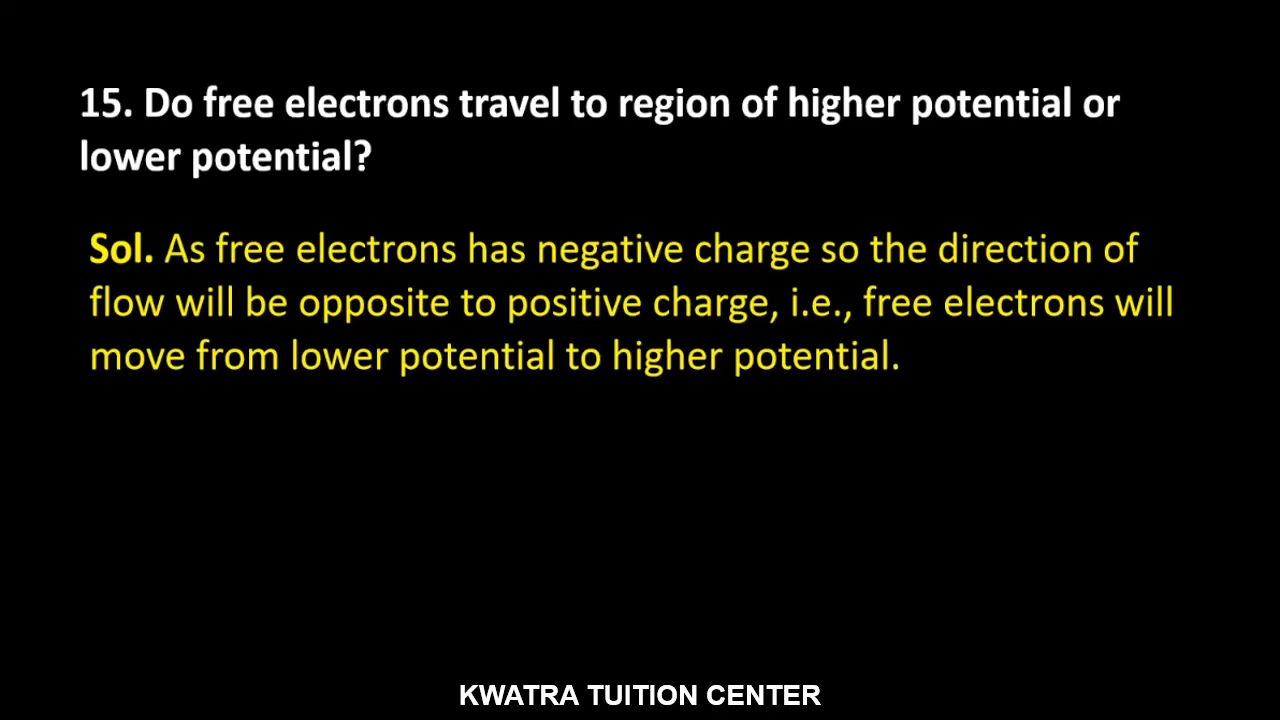 15. Do free electrons travel to region of higher potential or
lower potential?
Sol. As free electrons has negative charge so the direction of
flow will be opposite to positive charge, i.e., free electrons will
move from lower potential to higher potential.
KWATRA TUITION CENTER